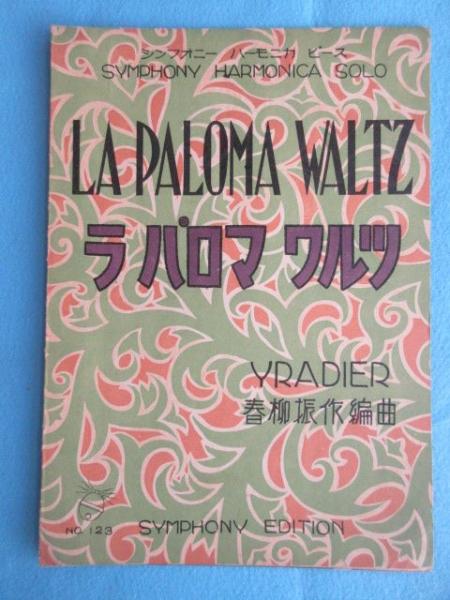 シンフオニー ハーモニカ ピース
SYMPHONY HARMONICA SOLO
LA PALOMA WALTZ
ラ パロマ ワルツ
YRADIER
春柳振作編曲
NO. 123 SYMPHONY EDITION